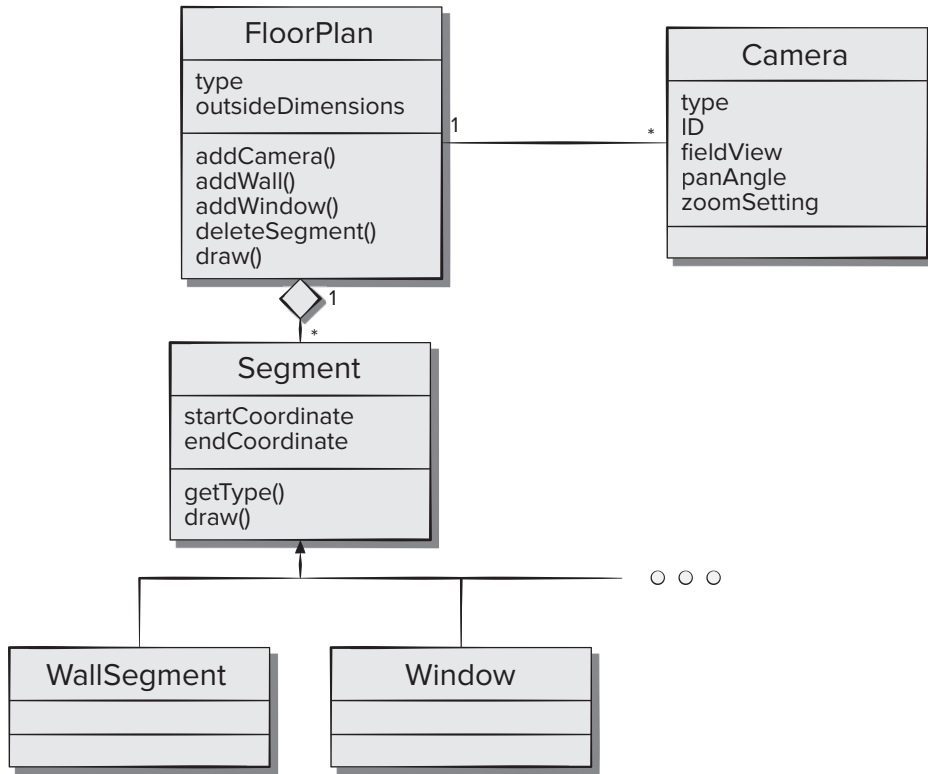 FloorPlan
type
outsideDimensions
addCamera()
addWall()
addWindow()
deleteSegment()
draw()
1
*
Camera
type
ID
fieldView
panAngle
zoomSetting
1
*
Segment
startCoordinate
endCoordinate
getType()
draw()
WallSegment
Window